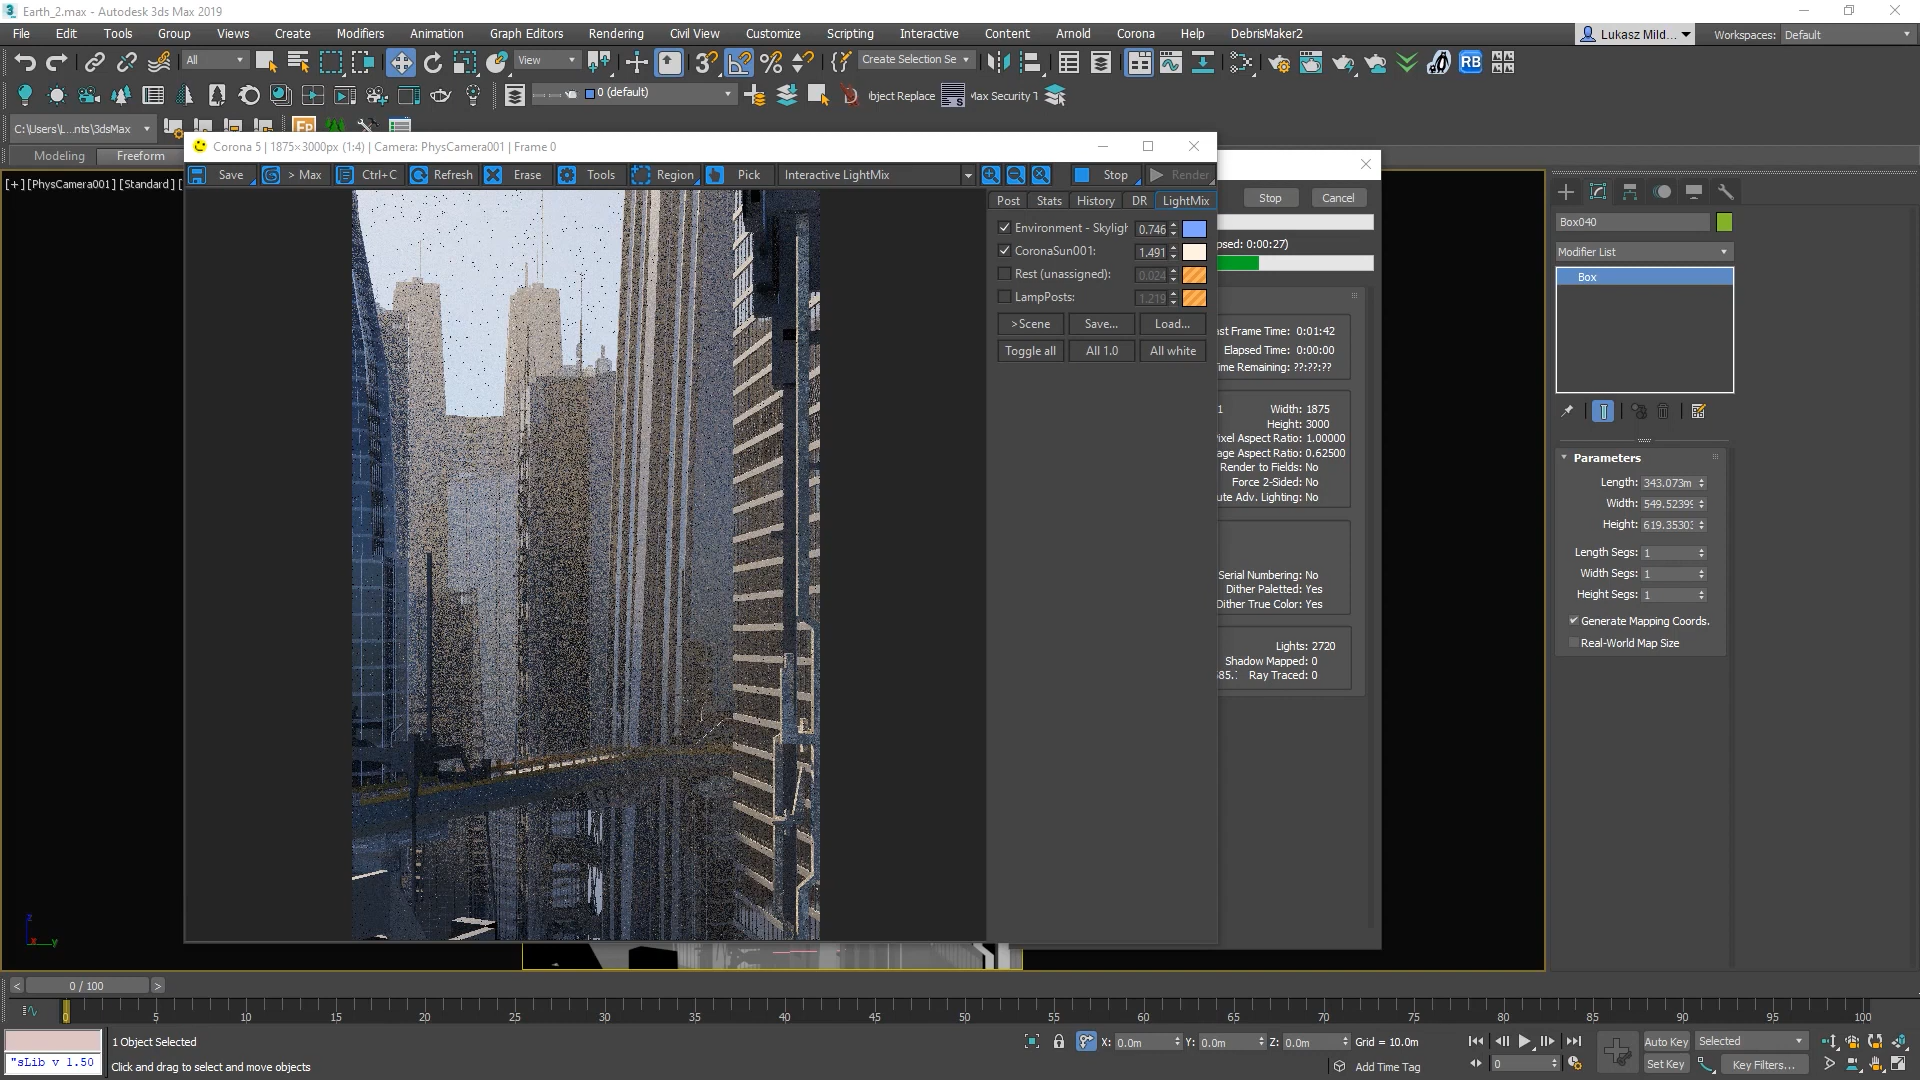 Earth_2.max - Autodesk 3ds Max 2019
File Edit Tools Group Views Create Modifiers Animation Graph Editors Rendering Civil View Customize Scripting Interactive Content Arnold Corona Help DebrisMaker2
Lukasz Mild... Workspaces: Default
All View Create Selection Se RB
0 (default) bject Replace Max Security T
C:\Users\L...nts\3dsMax
Modeling Freeform
Corona 5 | 1875×3000px (1:4) | Camera: PhysCamera001 | Frame 0
Save > Max Ctrl+C Refresh Erase Tools Region Pick Interactive LightMix Stop Render
[+] [PhysCamera001] [Standard] [
Post Stats History DR LightMix
Environment - Skyligh 0.746
CoronaSun001: 1.491
Rest (unassigned): 0.024
LampPosts: 1.219
>Scene Save... Load...
Toggle all All 1.0 All white
Stop Cancel
psed: 0:00:27)
st Frame Time: 0:01:42
Elapsed Time: 0:00:00
ime Remaining: ??:??:??
1 Width: 1875
Height: 3000
ixel Aspect Ratio: 1.00000
age Aspect Ratio: 0.62500
Render to Fields: No
Force 2-Sided: No
ute Adv. Lighting: No
Serial Numbering: No
Dither Paletted: Yes
Dither True Color: Yes
Lights: 2720
Shadow Mapped: 0
Ray Traced: 0
Box040
Modifier List
Box
Parameters
Length: 343.073m
Width: 549.52399
Height: 619.35303
Length Segs: 1
Width Segs: 1
Height Segs: 1
Generate Mapping Coords.
Real-World Map Size
z
x y
< 0 / 100 >
0 5 10 15 20 25 30 35 40 45 50 55 60 65 70 75 80 85 90 95 100
1 Object Selected
X: 0.0m Y: 0.0m Z: 0.0m Grid = 10.0m
Auto Key Selected
"sLib v 1.50
Click and drag to select and move objects
Add Time Tag
0
Set Key Key Filters...